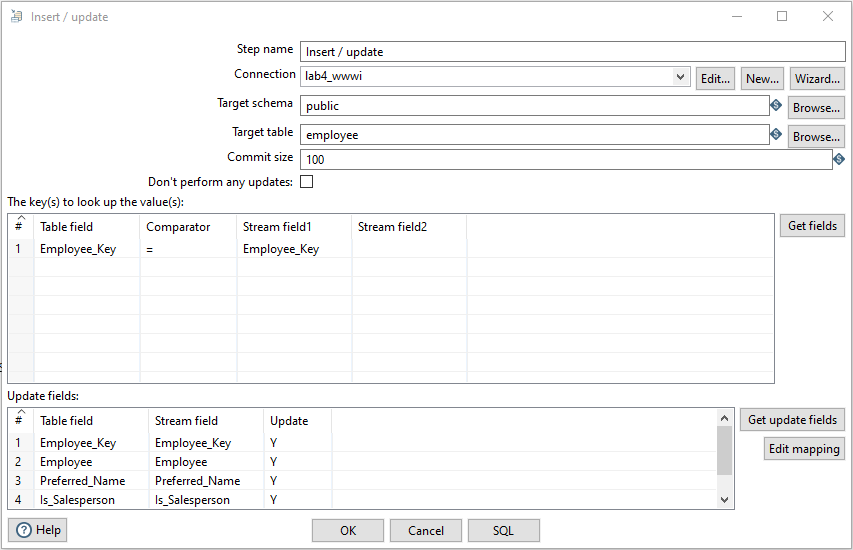 Insert / update
Step name Insert / update
Connection lab4_wwwi Edit... New... Wizard...
Target schema public S Browse...
Target table employee S Browse...
Commit size 100 S
Don't perform any updates:
The key(s) to look up the value(s):
# Table field Comparator Stream field1 Stream field2 Get fields
1 Employee_Key = Employee_Key
Update fields:
# Table field Stream field Update Get update fields
1 Employee_Key Employee_Key Y Edit mapping
2 Employee Employee Y
3 Preferred_Name Preferred_Name Y
4 Is_Salesperson Is_Salesperson Y
? Help OK Cancel SQL